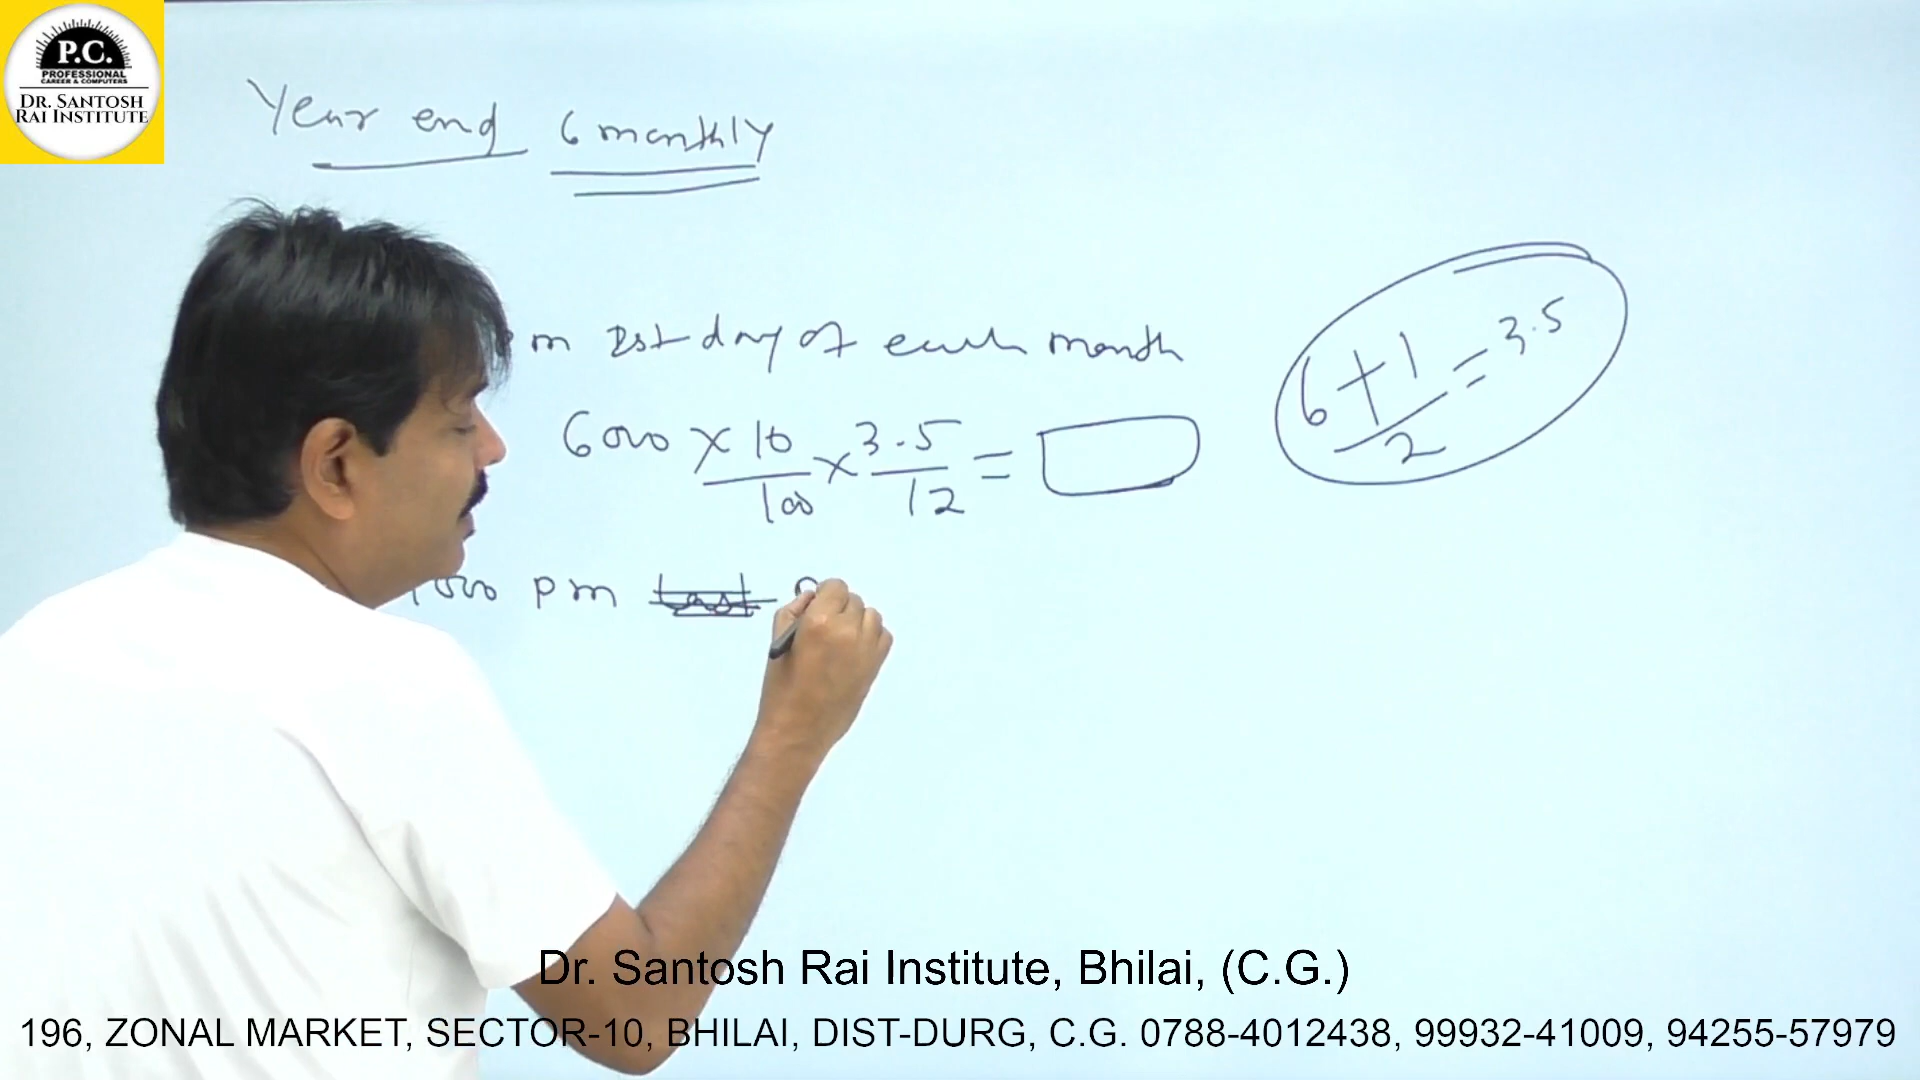 P.C.
PROFESSIONAL
CAREER & COMPUTERS
DR. SANTOSH
RAI INSTITUTE
Year end 6 monthly
m 1st day of each month
6000 × 10/100 × 3.5/12 =
6+1/2 = 3.5
1000 Pm Last
Dr. Santosh Rai Institute, Bhilai, (C.G.)
196, ZONAL MARKET, SECTOR-10, BHILAI, DIST-DURG, C.G. 0788-4012438, 99932-41009, 94255-57979